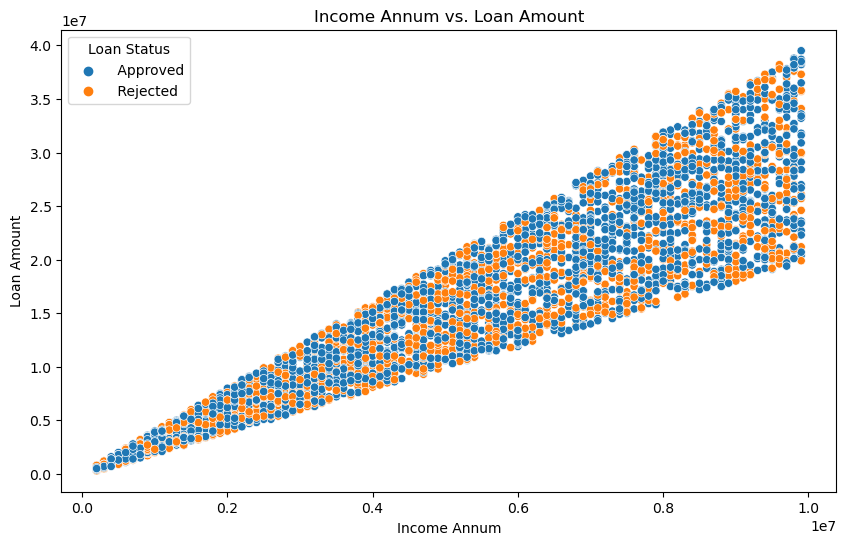 Income Annum vs. Loan Amount
1e7
Loan Status
Approved
Rejected
4.0
3.5
3.0
2.5
2.0
1.5
1.0
0.5
0.0
Loan Amount
0.0 0.2 0.4 0.6 0.8 1.0
1e7
Income Annum